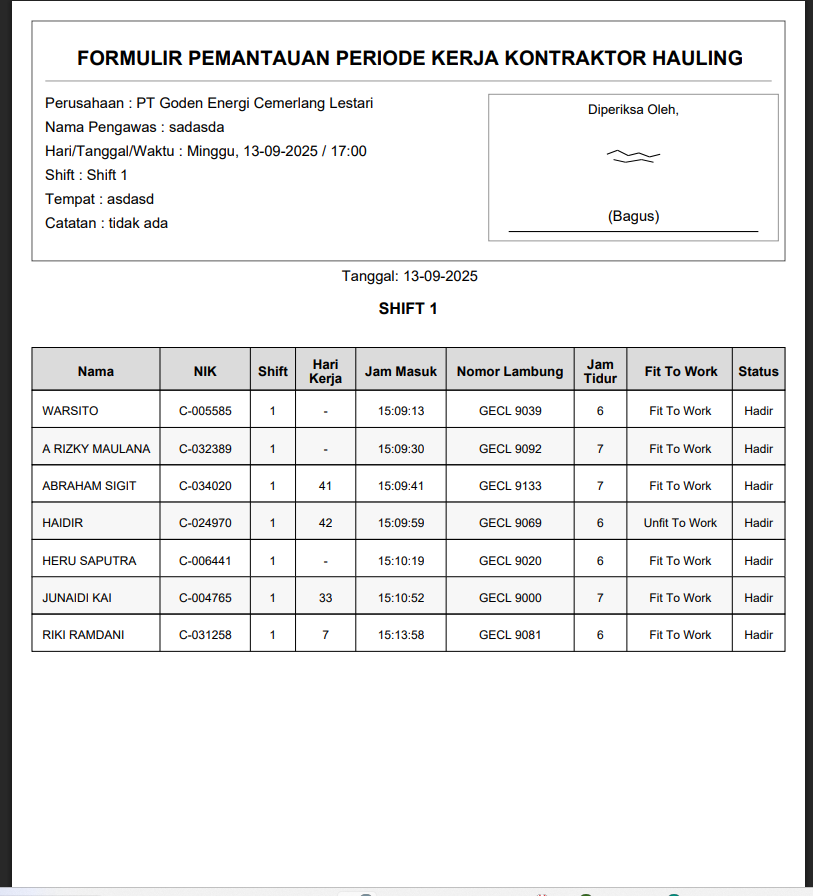 FORMULIR PEMANTAUAN PERIODE KERJA KONTRAKTOR HAULING
Perusahaan : PT Goden Energi Cemerlang Lestari
Nama Pengawas : sadasda
Hari/Tanggal/Waktu : Minggu, 13-09-2025 / 17:00
Shift : Shift 1
Tempat : asdasd
Catatan : tidak ada
Diperiksa Oleh,
(Bagus)
Tanggal: 13-09-2025
SHIFT 1
Nama NIK Shift Hari Kerja Jam Masuk Nomor Lambung Jam Tidur Fit To Work Status
WARSITO C-005585 1 - 15:09:13 GECL 9039 6 Fit To Work Hadir
A RIZKY MAULANA C-032389 1 - 15:09:30 GECL 9092 7 Fit To Work Hadir
ABRAHAM SIGIT C-034020 1 41 15:09:41 GECL 9133 7 Fit To Work Hadir
HAIDIR C-024970 1 42 15:09:59 GECL 9069 6 Unfit To Work Hadir
HERU SAPUTRA C-006441 1 - 15:10:19 GECL 9020 6 Fit To Work Hadir
JUNAIDI KAI C-004765 1 33 15:10:52 GECL 9000 7 Fit To Work Hadir
RIKI RAMDANI C-031258 1 7 15:13:58 GECL 9081 6 Fit To Work Hadir